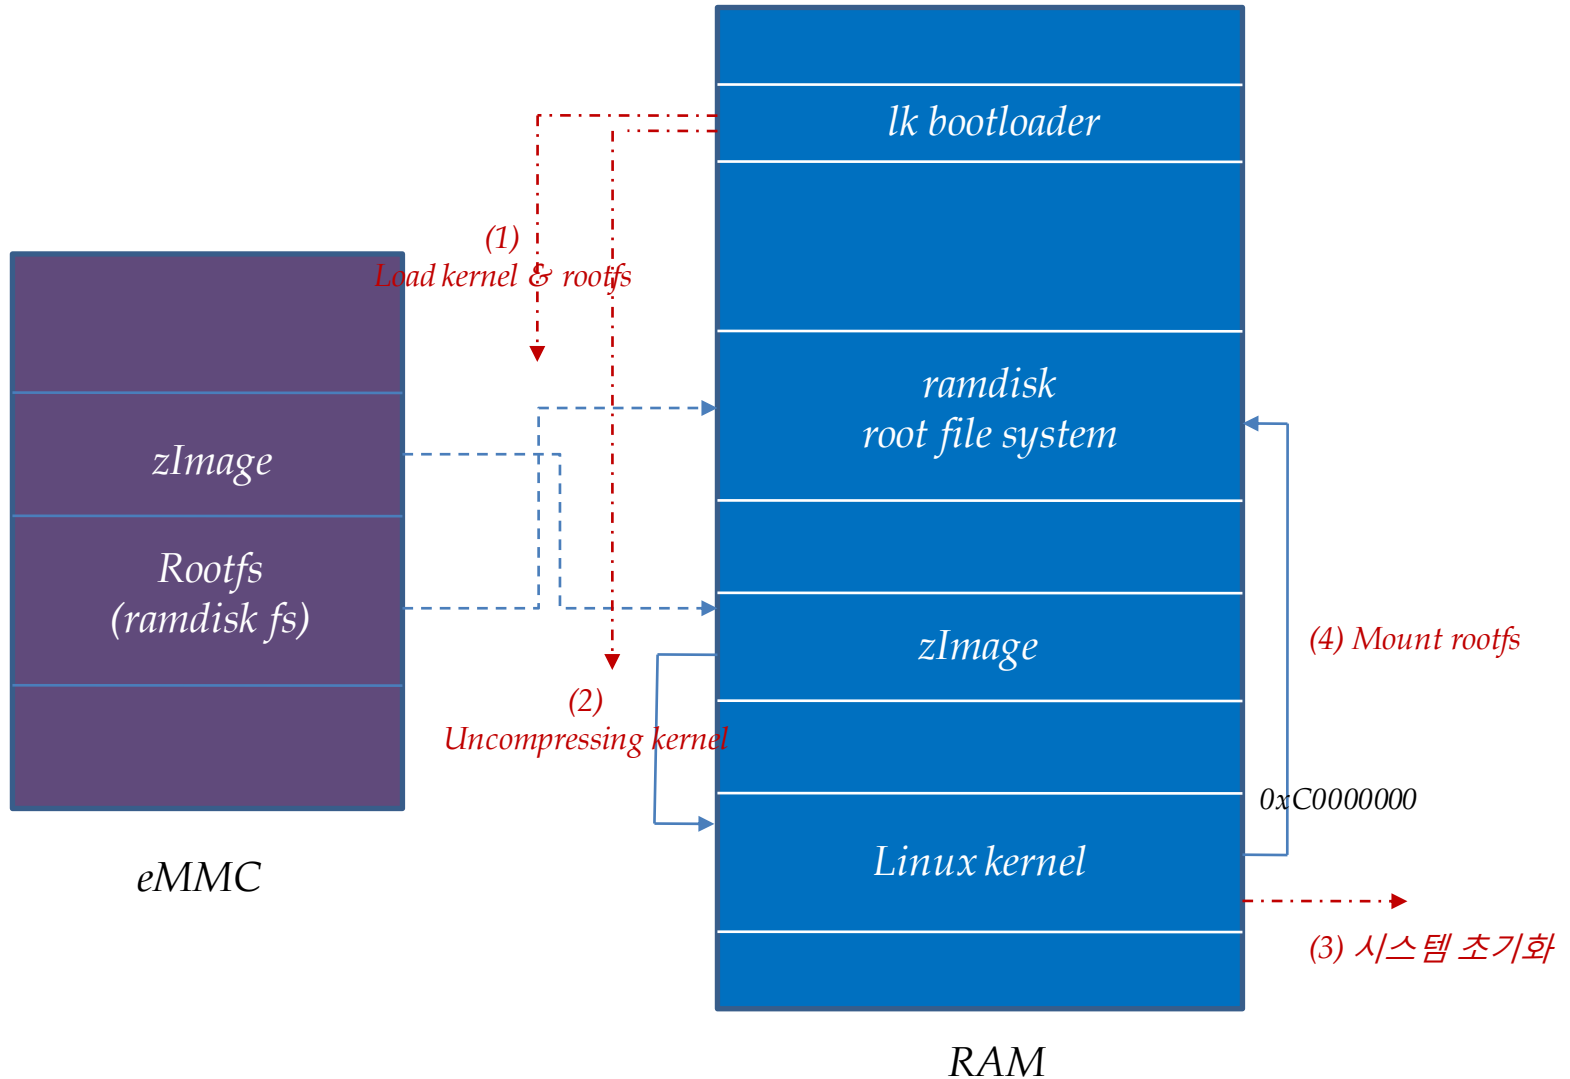 lk bootloader
(1)
Load kernel & rootfs
ramdisk
root file system
zImage
Rootfs
(ramdisk fs)
zImage
(4) Mount rootfs
(2)
Uncompressing kernel
0xC0000000
Linux kernel
eMMC
(3) 시스템 초기화
RAM